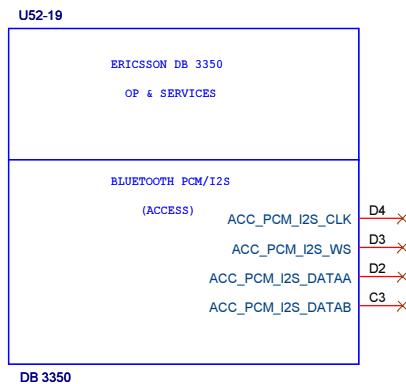 U52-19
ERICSSON DB 3350
OP & SERVICES
BLUETOOTH PCM/I2S
(ACCESS)
ACC_PCM_I2S_CLK D4
ACC_PCM_I2S_WS D3
ACC_PCM_I2S_DATAA D2
ACC_PCM_I2S_DATAB C3
DB 3350